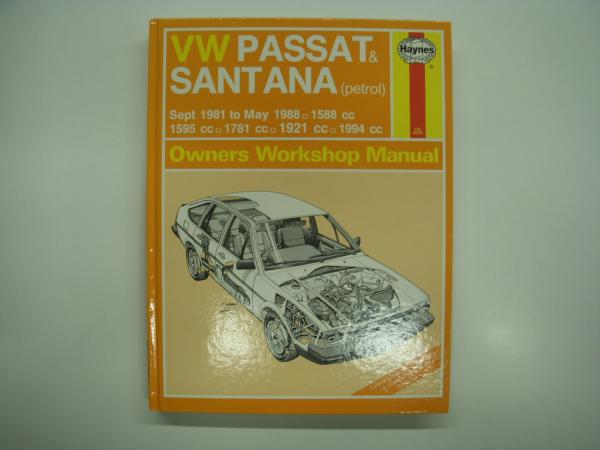 VW PASSAT &
SANTANA (petrol)
Haynes
Sept 1981 to May 1988 □ 1588 cc
1595 cc □ 1781 cc □ 1921 cc □ 1994 cc
Owners Workshop Manual